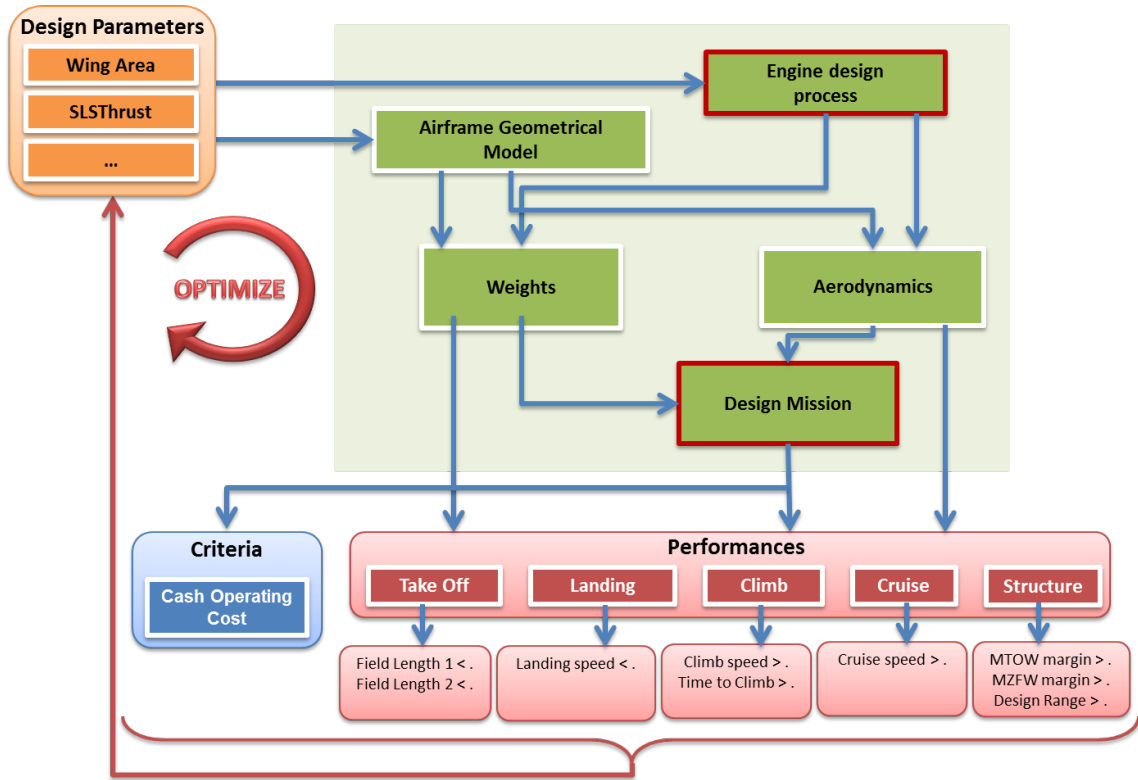 Design Parameters
Wing Area
SLSThrust
...
Engine design
process
Airframe Geometrical
Model
OPTIMIZE
Weights
Aerodynamics
Design Mission
Criteria
Cash Operating
Cost
Performances
Take Off
Landing
Climb
Cruise
Structure
Field Length 1 < .
Field Length 2 < .
Landing speed < .
Climb speed > .
Time to Climb > .
Cruise speed > .
MTOW margin > .
MZFW margin > .
Design Range > .